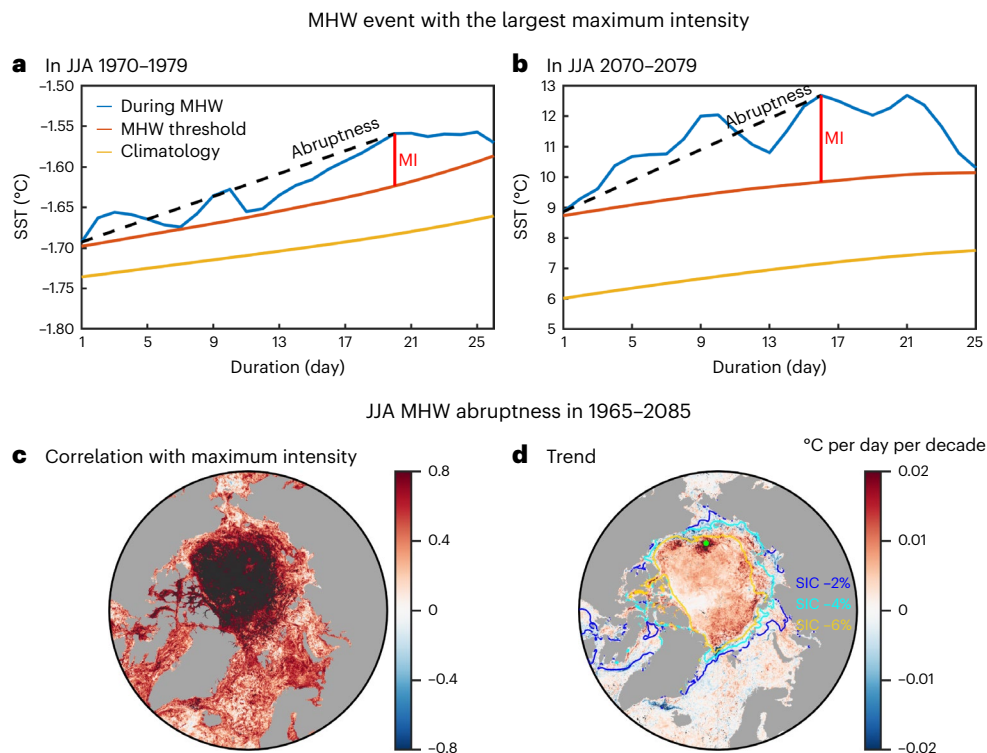 MHW event with the largest maximum intensity
a In JJA 1970–1979
b In JJA 2070–2079
–1.50
–1.55
–1.60
–1.65
–1.70
–1.75
–1.80
SST (°C)
During MHW
MHW threshold
Climatology
Abruptness
MI
1 5 9 13 17 21 25
Duration (day)
13
12
11
10
9
8
7
6
5
SST (°C)
Abruptness
MI
1 5 9 13 17 21 25
Duration (day)
JJA MHW abruptness in 1965–2085
c Correlation with maximum intensity
0.8
0.4
0
–0.4
–0.8
d Trend
°C per day per decade
SIC –2%
SIC –4%
SIC –6%
0.02
0.01
0
–0.01
–0.02